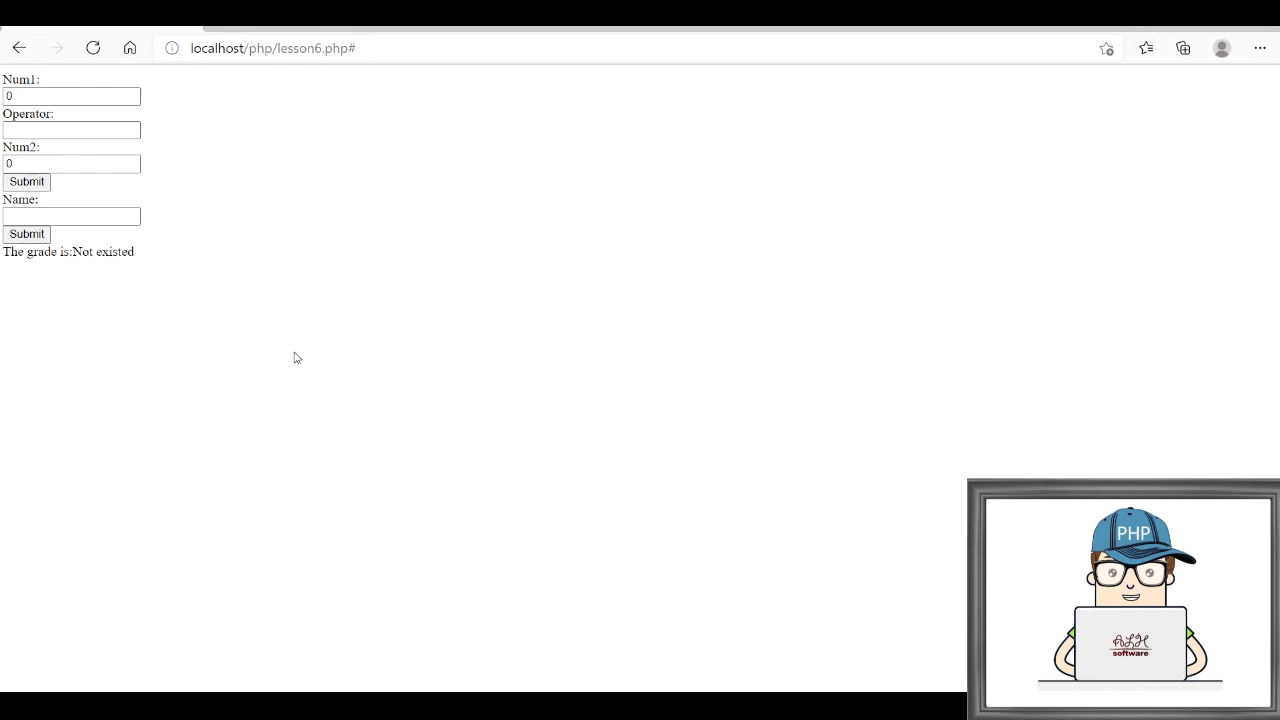 localhost/php/lesson6.php#
Num1:
0
Operator:
Num2:
0
Submit
Name:
Submit
The grade is:Not existed
PHP
ALH
software